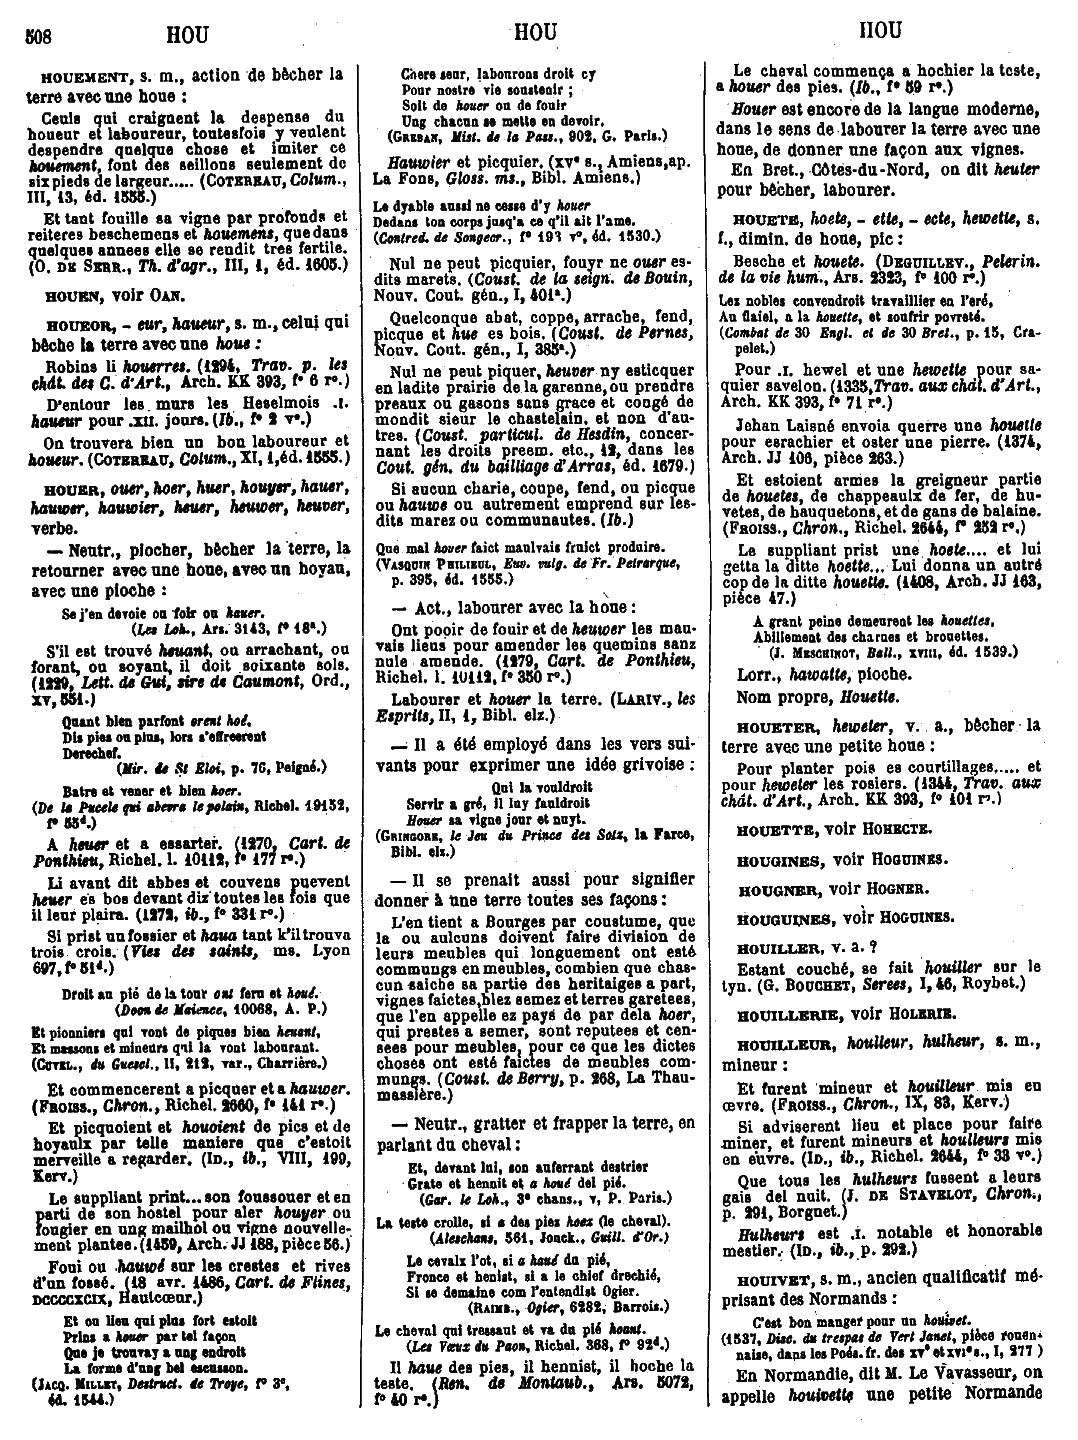 508 HOU HOU HOU
HOUEMENT, s. m., action de bêcher la
terre avec une houe :
Ceulx qui craignent la despense du
houeur et laboureur, toutesfois y veulent
despendre quelque chose et imiter ce
houement, font des seillons seulement de
six pieds de largeur..... (COTEREAU, Colum.,
III, 13, éd. 1555.)
Et tant fouille sa vigne par profonds et
reiteres beschemens et houemens, que dans
quelques annees elle se rendit tres fertile.
(O. DE SERR., Th. d'agr., III, 1, éd. 1605.)
HOUEN, voir OAN.
HOUEOR, - eur, haueur, s. m., celui qui
bêche la terre avec une houe :
Robins li houerres. (1294, Trav. p. les
chât. des C. d'Art., Arch. KK 393, f° 6 r°.)
D'entour les murs les Heselmois .I.
haueur pour .XII. jours. (Ib., f° 2 v°.)
On trouvera bien un bon laboureur et
houeur. (COTEREAU, Colum., XI, 1, éd. 1555.)
HOUER, ouer, hoer, huer, houyer, hauer,
hauwer, hauwier, heuer, heuwer, heuver,
verbe.
— Neutr., piocher, bêcher la terre, la
retourner avec une houe, avec un hoyau,
avec une pioche :
Se j'en devoie ou foïr ou hauer.
(Les Loh., Ars. 3143, f° 18ª.)
S'il est trouvé heuant, ou arrachant, ou
forant, ou soyant, il doit soixante sols.
(1229, Lett. de Gui, sire de Caumont, Ord.,
XV, 551.)
Quant bien parfont orent hoé,
Dis pies ou plus, lors s'effreerent
Derechef.
(Mir. de St Eloi, p. 76, Peigné.)
Batre et vener et bien hoer.
(De la Pucele qui aberra le polain, Richel. 19152,
f° 55ᵈ.)
A heuer et a essarter. (1270, Cart. de
Ponthieu, Richel. l. 10112, f° 177 r°.)
Li avant dit abbes et couvens puevent
heuer es bos devant diz toutes les fois que
il leur plaira. (1272, ib., f° 331 r°.)
Si prist un fossier et haua tant k'il trouva
trois crois. (Vies des saints, ms. Lyon
697, f° 51ᵈ.)
Droit au pié de la tour ont feru et houé.
(Doon de Maience, 10068, A. P.)
Et pionniers qui vont de piques bien heuant,
Et massons et mineurs qui la vont labourant.
(CUVEL., du Guescl., II, 212, var., Charrière.)
Et commencerent a picquer et a hauwer.
(FROISS., Chron., Richel. 2660, f° 141 r°.)
Et picquoient et houoient de pics et de
hoyaulx par telle maniere que c'estoit
merveille a regarder. (ID., ib., VIII, 199,
Kerv.)
Le suppliant print... son foussouer et en
parti de son hostel pour aler houyer ou
fougier en ung mailhol ou vigne nouvelle-
ment plantee. (1459, Arch. JJ 188, pièce 56.)
Foui ou hauwé sur les crestes et rives
d'un fossé. (18 avr. 1486, Cart. de Flines,
DCCCCXCIX, Hautcœur.)
Et on lieu qui plus fort estoit
Prins a houer par tel façon
Que je trouvay a ung endroit
La forme d'ung bel escusson.
(JACQ. MILLET, Destruct. de Troye, f° 3ᵉ,
éd. 1544.)
Chere seur, labourons droit cy
Pour nostre vie soustenir ;
Soit de houer ou de fouir
Ung chacun se mette en devoir.
(GREBAN, Mist. de la Pass., 902, G. Paris.)
Hauwier et picquier. (XVᵉ s., Amiens, ap.
La Fons, Gloss. ms., Bibl. Amiens.)
Le dyable aussi ne cesse d'y houer
Dedans ton corps jusq'a ce q'il ait l'ame.
(Contred. de Songecr., f° 193 v°, éd. 1530.)
Nul ne peut picquier, fouyr ne ouer es-
dits marets. (Coust. de la seign. de Bouin,
Nouv. Cout. gén., I, 401ª.)
Quelconque abat, coppe, arrache, fend,
picque et hue es bois. (Coust. de Pernes,
Nouv. Cout. gén., I, 385ª.)
Nul ne peut piquer, heuver ny esticquer
en ladite prairie de la garenne, ou prendre
preaux ou gasons sans grace et congé de
mondit sieur le chastelain, et non d'au-
tres. (Coust. particul. de Hesdin, concer-
nant les droits preem. etc., 12, dans les
Cout. gén. du bailliage d'Arras, éd. 1679.)
Si aucun charie, coupe, fend, ou picque
ou hauwe ou autrement emprend sur les-
dits marez ou communautes. (Ib.)
Que mal houer faict maulvais fruict produire.
(VASQUIN PHILIEUL, Euv. vulg. de Fr. Petrarque,
p. 395, éd. 1555.)
— Act., labourer avec la houe :
Ont pooir de fouir et de heuwer les mau-
vais lieus pour amender les quemins sanz
nule amende. (1279, Cart. de Ponthieu,
Richel. l. 10112, f° 350 r°.)
Labourer et houer la terre. (LARIV., les
Esprits, II, 1, Bibl. elz.)
— Il a été employé dans les vers sui-
vants pour exprimer une idée grivoise :
Qui la vouldroit
Servir a gré, il luy fauldroit
Houer sa vigne jour et nuyt.
(GRINGORE, le Jeu du Prince des Sotz, la Farce,
Bibl. elz.)
— Il se prenait aussi pour signifier
donner à une terre toutes ses façons :
L'en tient a Bourges par coustume, que
la ou aulcuns doivent faire division de
leurs meubles qui longuement ont esté
commungs en meubles, combien que chas-
cun saiche sa partie des heritaiges a part,
vignes faictes, blez semez et terres garetees,
que l'en appelle ez pays de par dela hoer,
qui prestes a semer, sont reputees et cen-
sees pour meubles, pour ce que les dictes
choses ont esté faictes de meubles com-
mungs. (Coust. de Berry, p. 268, La Thau-
massière.)
— Neutr., gratter et frapper la terre, en
parlant du cheval :
Et, devant lui, son auferrant destrier
Grate et hennit et a houé del pié.
(Gar. le Loh., 3ᵉ chans., V, P. Paris.)
La teste crolle, si a des piez hoez (le cheval).
(Aleschans, 561, Jonck., Guill. d'Or.)
Le cevalx l'ot, si a haué du pié,
Fronce et henist, si a le chief drechié,
Si se demaine com l'entendist Ogier.
(RAIMB., Ogier, 6282, Barrois.)
Le cheval qui tressaut et va du pié houant.
(Les Vœux du Paon, Richel. 368, f° 92ᵈ.)
Il haue des pies, il hennist, il hoche la
teste. (Ren. de Montaub., Ars. 5072,
f° 40 r°.)
Le cheval commença a hochier la teste,
a houer des pies. (Ib., f° 59 r°.)
Houer est encore de la langue moderne,
dans le sens de labourer la terre avec une
houe, de donner une façon aux vignes.
En Bret., Côtes-du-Nord, on dit heuter
pour bêcher, labourer.
HOUETE, hoete, - ette, - ecte, hewette, s.
f., dimin. de houe, pic :
Besche et houete. (DEGUILLEV., Pelerin.
de la vie hum., Ars. 2323, f° 100 r°.)
Lez nobles convendroit travaillier en l'eré,
Au flaiel, a la houette, et soufrir povreté.
(Combat de 30 Engl. et de 30 Bret., p. 15, Cra-
pelet.)
Pour .I. hewel et une hewette pour sa-
quier savelon. (1335, Trav. aux chât. d'Art.,
Arch. KK 393, f° 71 r°.)
Jehan Laisné envoia querre une houette
pour esrachier et oster une pierre. (1374,
Arch. JJ 106, pièce 263.)
Et estoient armes la greigneur partie
de houetes, de chappeaulx de fer, de hu-
vetes, de hauquetons, et de gans de balaine.
(FROISS., Chron., Richel. 2644, f° 252 r°.)
Le suppliant prist une hoete.... et lui
getta la ditte hoette... Lui donna un autre
cop de la ditte houette. (1408, Arch. JJ 163,
pièce 47.)
A grant peine demeurent les houettes,
Abillement des charues et brouettes.
(J. MESCHINOT, Ball., XVIII, éd. 1539.)
Lorr., hawatte, pioche.
Nom propre, Houette.
HOUETER, heweter, v. a., bêcher la
terre avec une petite houe :
Pour planter pois es courtillages..... et
pour heweter les rosiers. (1344, Trav. aux
chât. d'Art., Arch. KK 393, f° 101 r°.)
HOUETTE, voir HOHECTE.
HOUGINES, voir HOGUINES.
HOUGNER, voir HOGNER.
HOUGUINES, voir HOGUINES.
HOUILLER, v. a. ?
Estant couché, se fait houiller sur le
tyn. (G. BOUCHET, Serees, I, 46, Roybet.)
HOUILLERIE, voir HOLERIE.
HOUILLEUR, houlleur, hulheur, s. m.,
mineur :
Et furent mineur et houilleur mis en
œvre. (FROISS., Chron., IX, 83, Kerv.)
Si adviserent lieu et place pour faire
miner, et furent mineurs et houlleurs mis
en euvre. (ID., ib., Richel. 2644, f° 33 v°.)
Que tous les hulheurs fussent a leurs
gais del nuit. (J. DE STAVELOT, Chron.,
p. 291, Borgnet.)
Hulheurs est .I. notable et honorable
mestier. (ID., ib., p. 292.)
HOUIVET, s. m., ancien qualificatif mé-
prisant des Normands :
C'est bon manger pour un houivet.
(1537, Disc. du trespas de Vert Janet, pièce rouen-
naise, dans les Poés. fr. des XVᵉ et XVIᵉ s., I, 277)
En Normandie, dit M. Le Vavasseur, on
appelle houivette une petite Normande